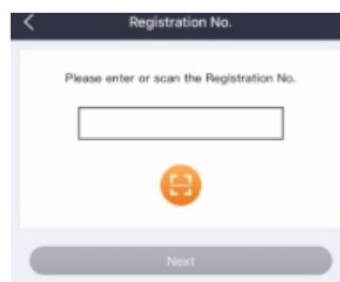 Registration No.
Please enter or scan the Registration No.
Next